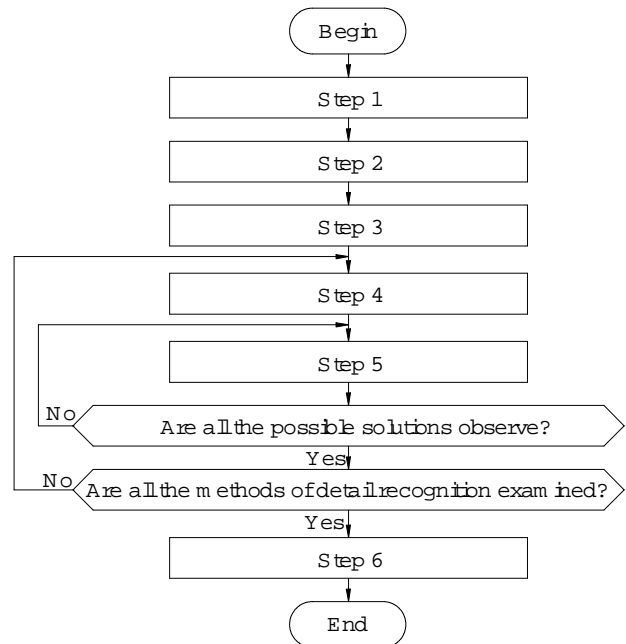 Begin
Step 1
Step 2
Step 3
Step 4
Step 5
No
Are all the possible solutions observe?
Yes
No
Are all the methods of detail recognition examined?
Yes
Step 6
End